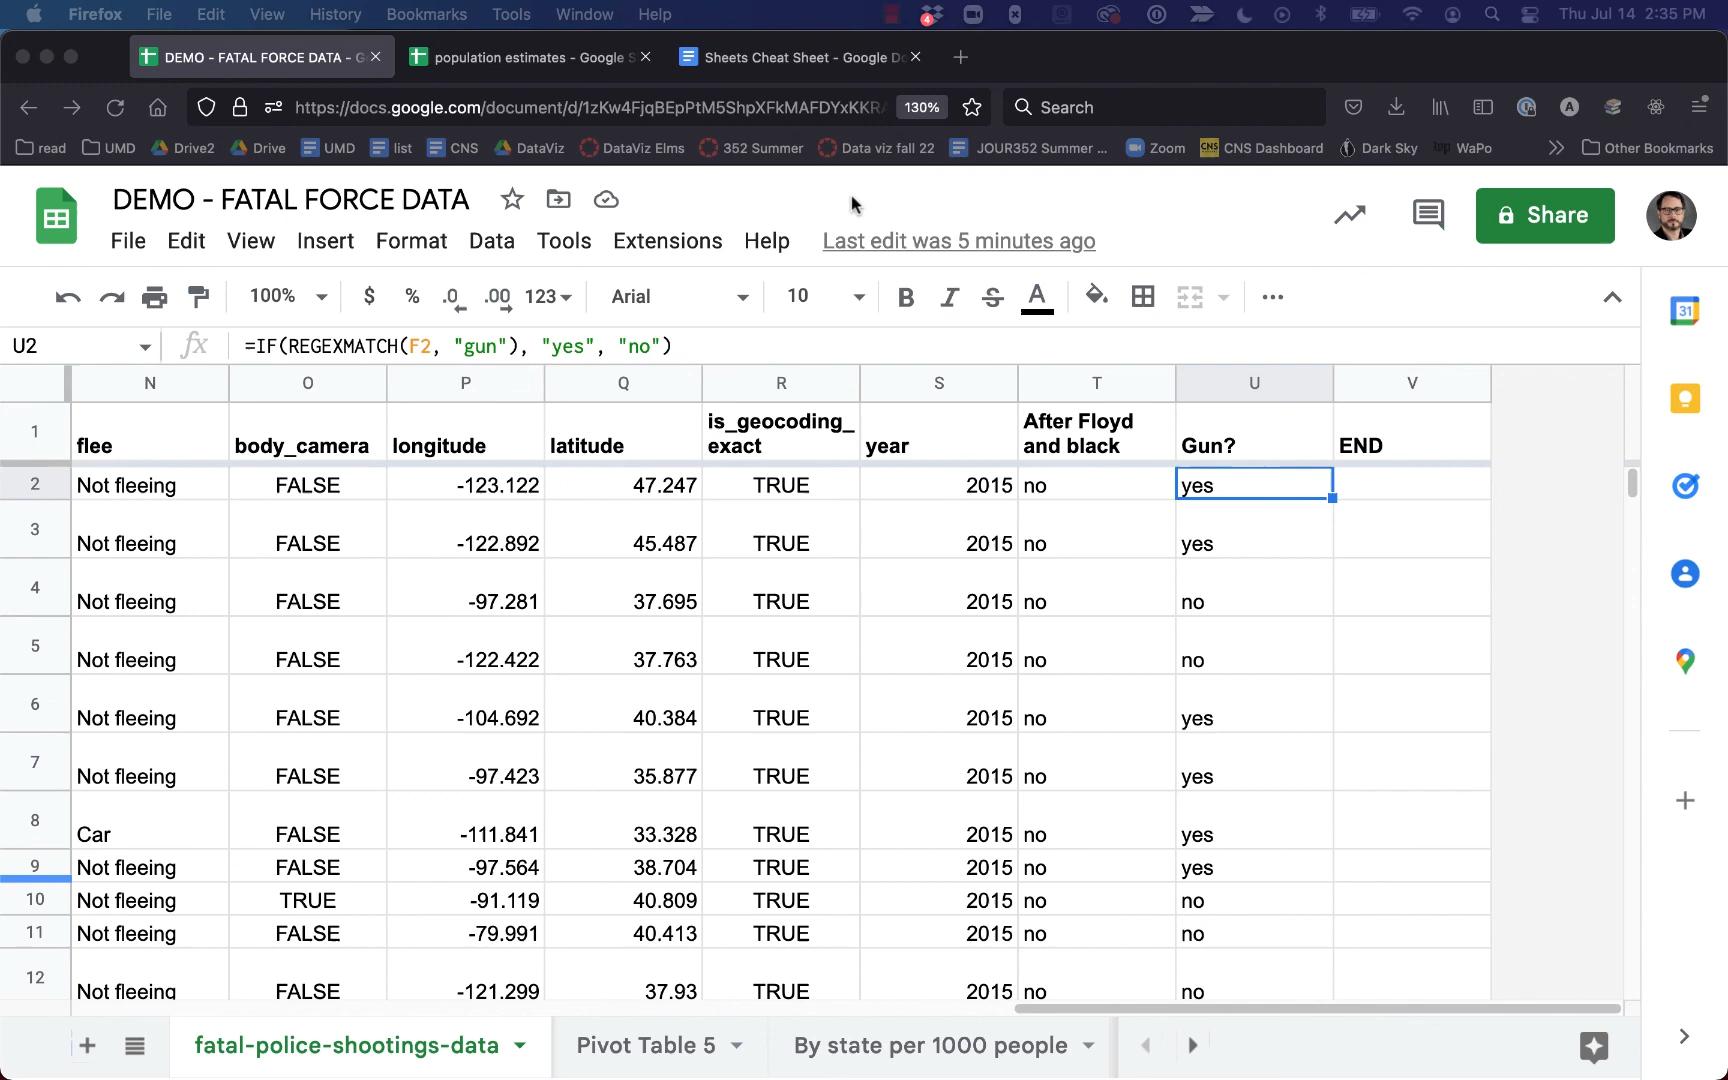 Firefox File Edit View History Bookmarks Tools Window Help 4 Thu Jul 14 2:35 PM
DEMO - FATAL FORCE DATA - G population estimates - Google S Sheets Cheat Sheet - Google Do
https://docs.google.com/document/d/1zKw4FjqBEpPtM5ShpXFkMAFDYxKKRA 130% Search
read UMD Drive2 Drive UMD list CNS DataViz DataViz Elms 352 Summer Data viz fall 22 JOUR352 Summer ... Zoom CNS CNS Dashboard Dark Sky WaPo Other Bookmarks
DEMO - FATAL FORCE DATA
Share
File Edit View Insert Format Data Tools Extensions Help Last edit was 5 minutes ago
100% $ % .0 .00 123 Arial 10 B I S A
31
U2 fx =IF(REGEXMATCH(F2, "gun"), "yes", "no")
N O P Q R S T U V
1 flee body_camera longitude latitude is_geocoding_exact year After Floyd and black Gun? END
2 Not fleeing FALSE -123.122 47.247 TRUE 2015 no yes
3 Not fleeing FALSE -122.892 45.487 TRUE 2015 no yes
4 Not fleeing FALSE -97.281 37.695 TRUE 2015 no no
5 Not fleeing FALSE -122.422 37.763 TRUE 2015 no no
6 Not fleeing FALSE -104.692 40.384 TRUE 2015 no yes
7 Not fleeing FALSE -97.423 35.877 TRUE 2015 no yes
8 Car FALSE -111.841 33.328 TRUE 2015 no yes
9 Not fleeing FALSE -97.564 38.704 TRUE 2015 no yes
10 Not fleeing TRUE -91.119 40.809 TRUE 2015 no no
11 Not fleeing FALSE -79.991 40.413 TRUE 2015 no no
12 Not fleeing FALSE -121.299 37.93 TRUE 2015 no no
fatal-police-shootings-data Pivot Table 5 By state per 1000 people